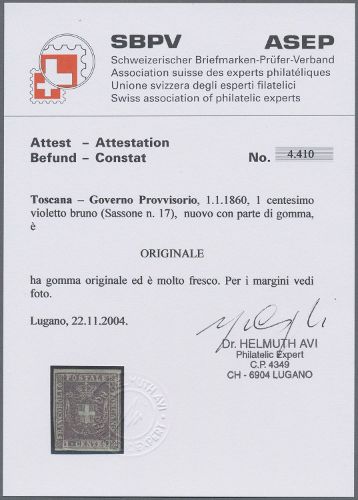 SBPV ASEP
Schweizerischer Briefmarken-Prüfer-Verband
Association suisse des experts philatéliques
Unione svizzera degli esperti filatelici
Swiss association of philatelic experts
Attest – Attestation
Befund – Constat
No. 4.410
Toscana – Governo Provvisorio, 1.1.1860, 1 centesimo
violetto bruno (Sassone n. 17), nuovo con parte di gomma,
è
ORIGINALE
ha gomma originale ed è molto fresco. Per i margini vedi
foto.
Lugano, 22.11.2004.
Dr. HELMUTH AVI
Philatelic Expert
C.P. 4349
CH - 6904 LUGANO